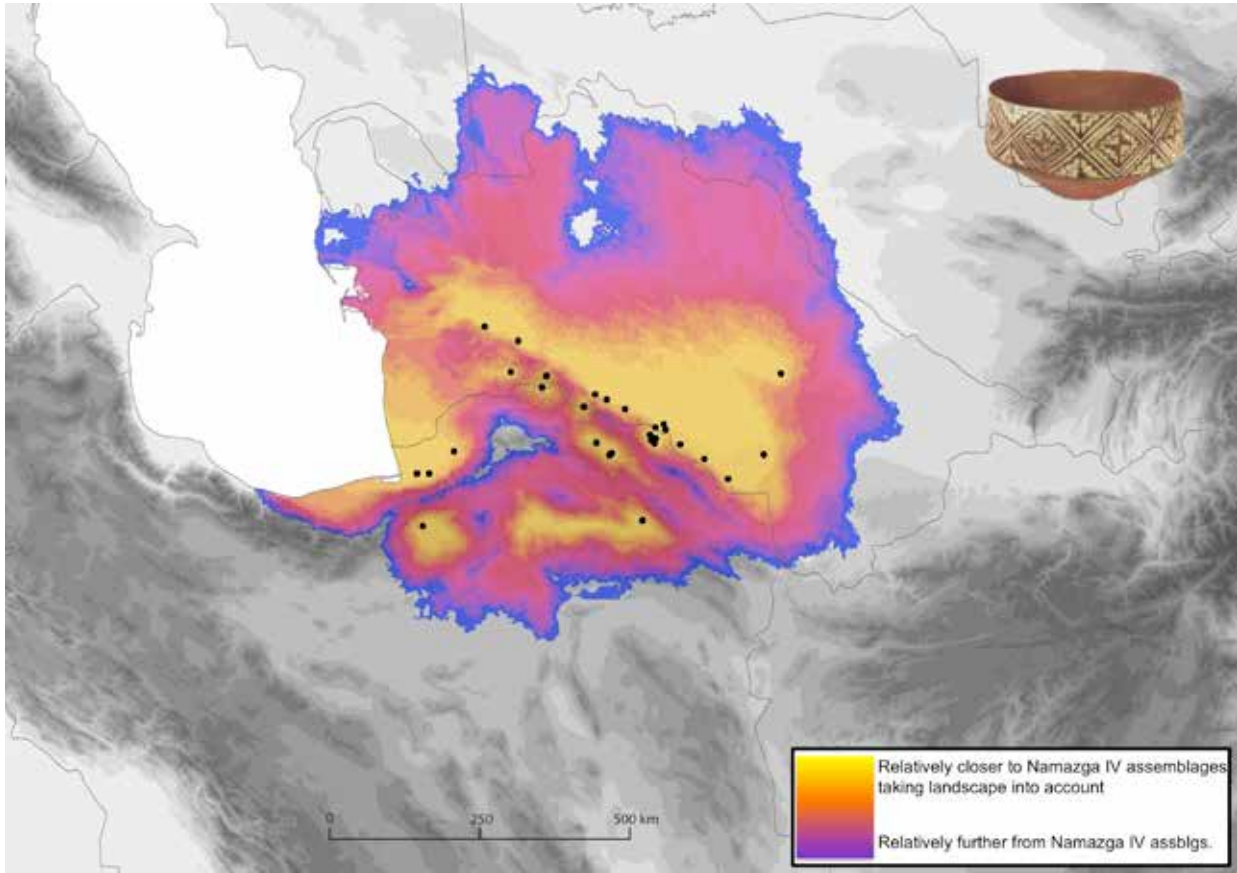 Relatively closer to Namazga IV assemblages
taking landscape into account
Relatively further from Namazga IV assblgs.
0 250 500 km